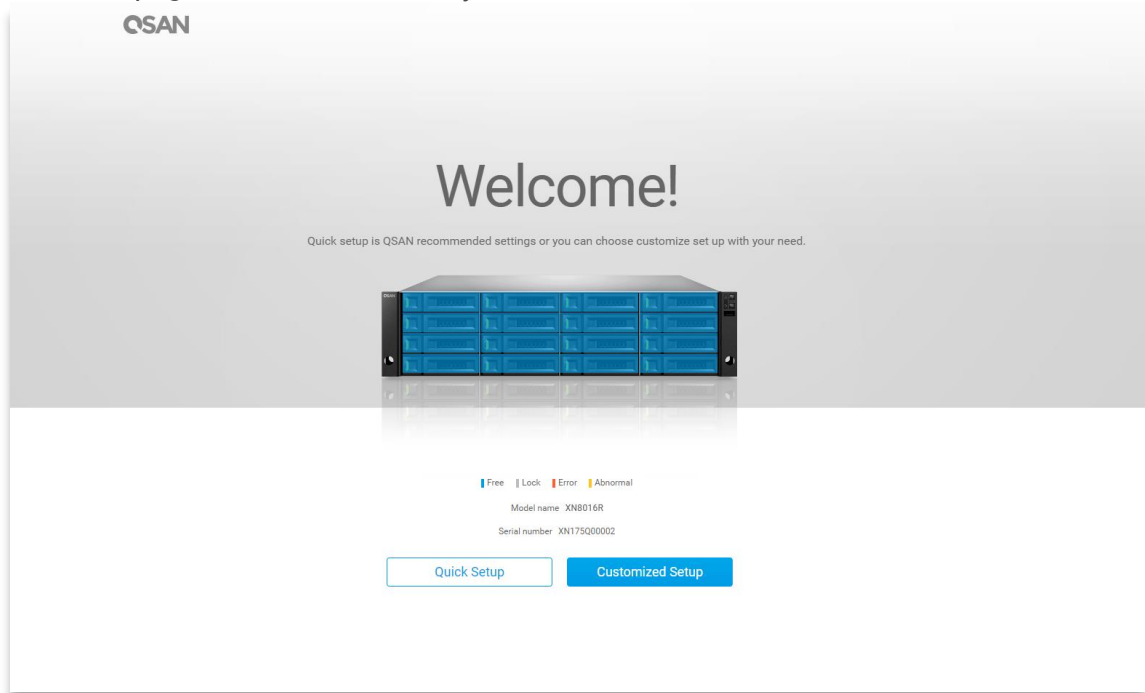 QSAN
Welcome!
Quick setup is QSAN recommended settings or you can choose customize set up with your need.
QSAN
Free Lock Error Abnormal
Model name XN8016R
Serial number XN175Q00002
Quick Setup Customized Setup